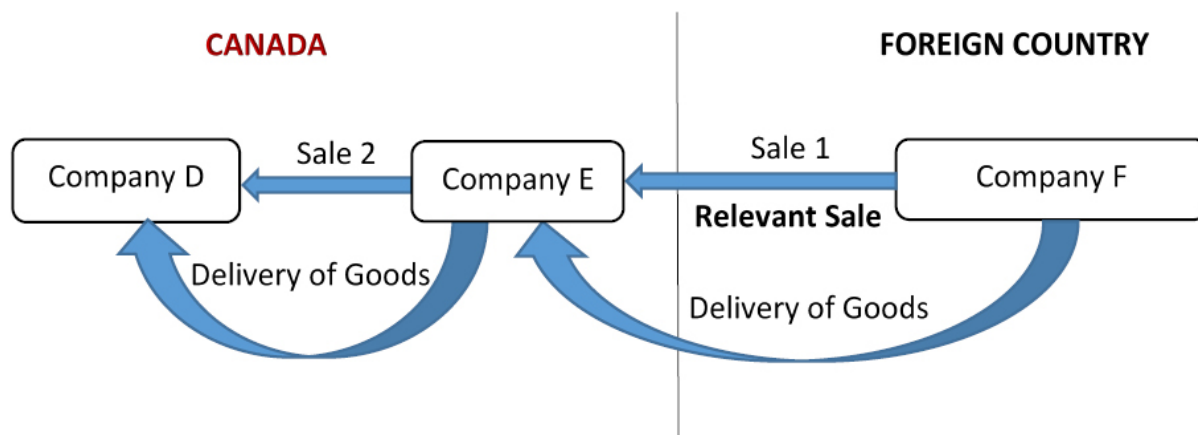 CANADA
FOREIGN COUNTRY
Company D
Sale 2
Company E
Sale 1
Company F
Relevant Sale
Delivery of Goods
Delivery of Goods